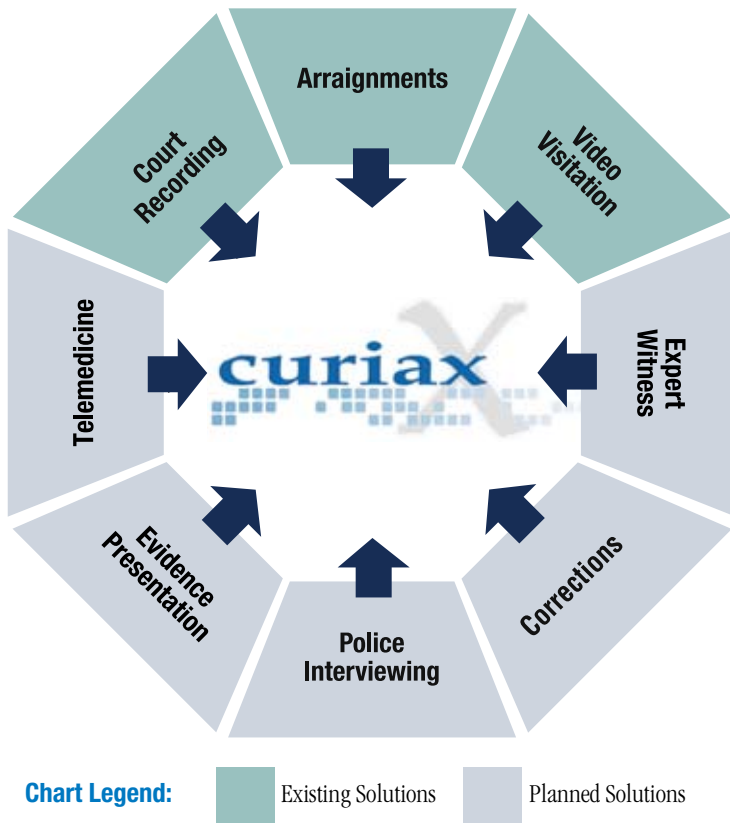 Arraignments
Video
Visitation
Expert
Witness
Corrections
Police
Interviewing
Evidence
Presentation
Telemedicine
Court
Recording
curiax
X
Chart Legend:
Existing Solutions
Planned Solutions